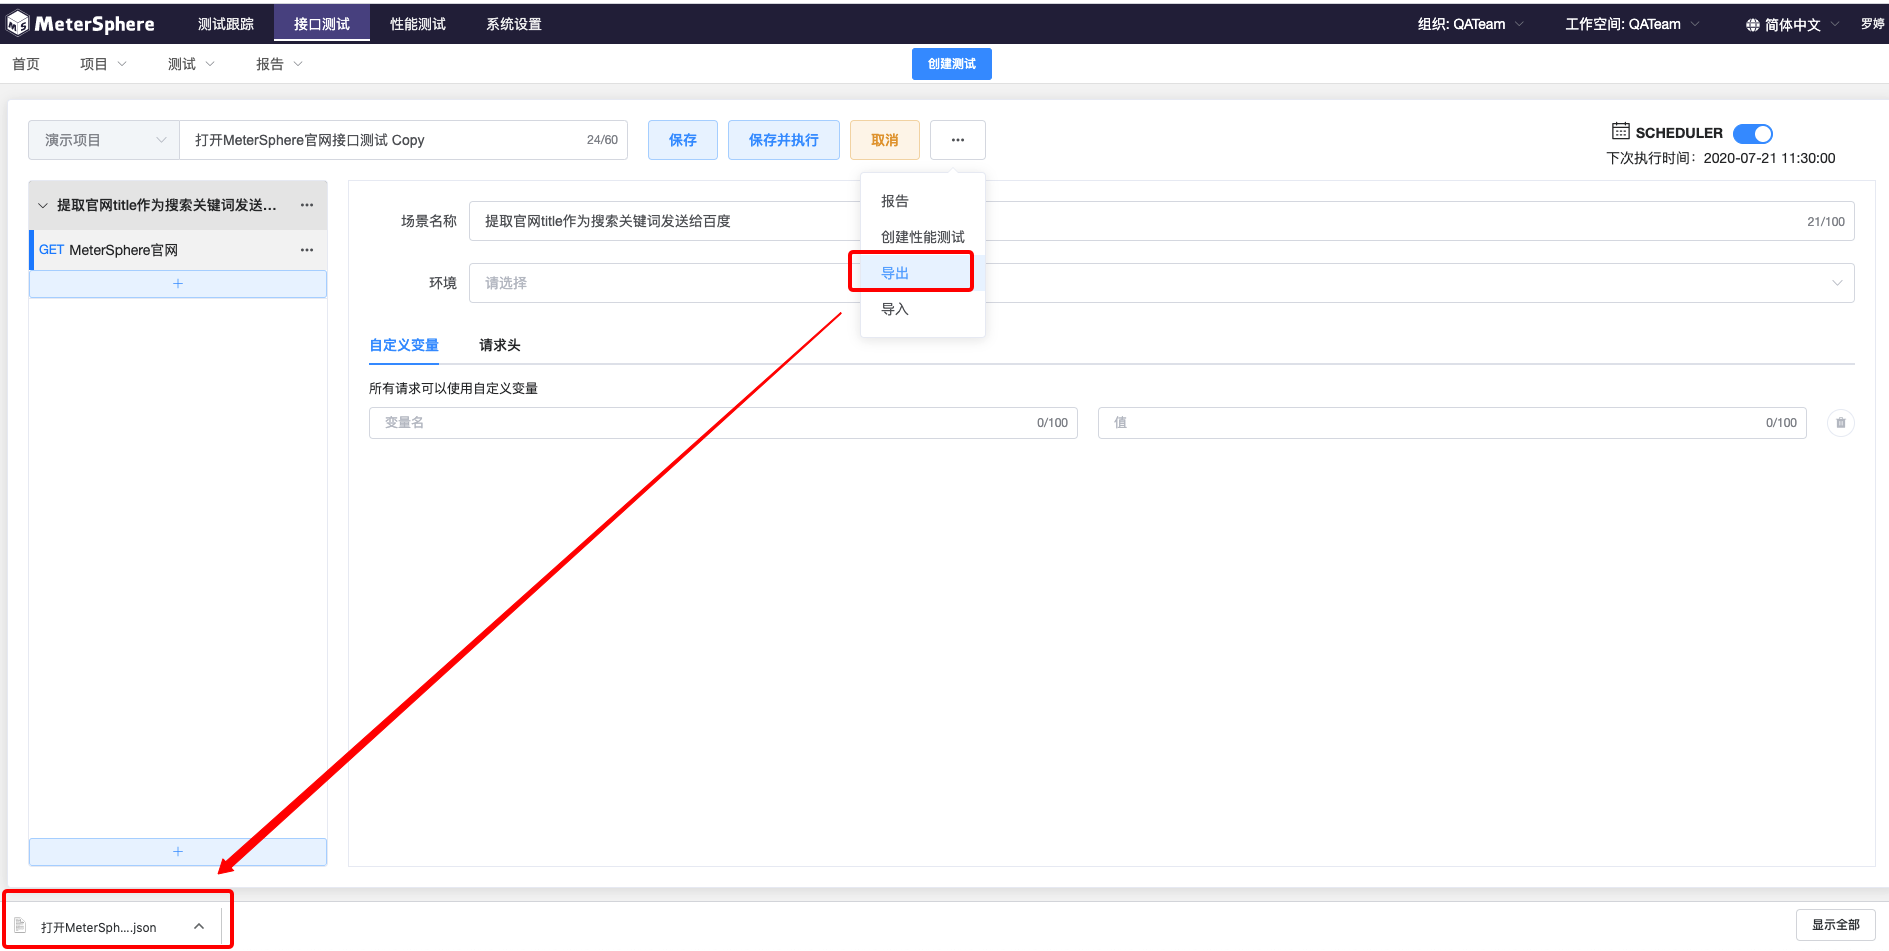 MeterSphere 测试跟踪 接口测试 性能测试 系统设置 组织: QATeam 工作空间: QATeam 简体中文 罗婷
首页 项目 测试 报告 创建测试
演示项目 打开MeterSphere官网接口测试 Copy 24/60 保存 保存并执行 取消 ··· SCHEDULER
下次执行时间：2020-07-21 11:30:00
提取官网title作为搜索关键词发送... ···
GET MeterSphere官网 ···
+
+
报告
创建性能测试
导出
导入
场景名称 提取官网title作为搜索关键词发送给百度 21/100
环境 请选择
自定义变量 请求头
所有请求可以使用自定义变量
变量名 0/100 值 0/100
打开MeterSph....json 显示全部